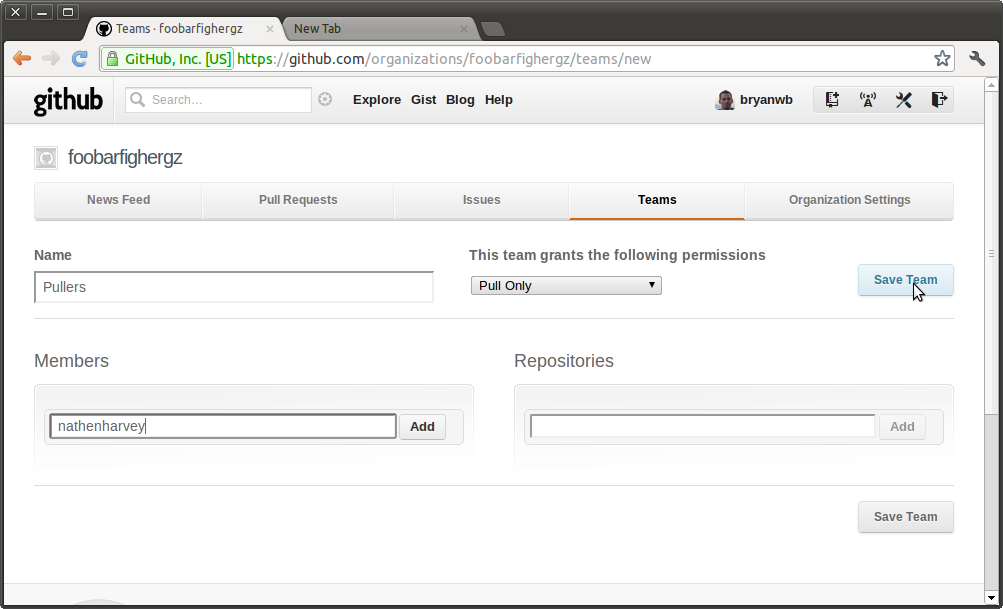 Teams · foobarfighergz
New Tab
GitHub, Inc. [US] https://github.com/organizations/foobarfighergz/teams/new
github
Search...
Explore Gist Blog Help
bryanwb
foobarfighergz
News Feed Pull Requests Issues Teams Organization Settings
Name
This team grants the following permissions
Pullers
Pull Only
Save Team
Members
Repositories
nathenharvey
Add
Add
Save Team